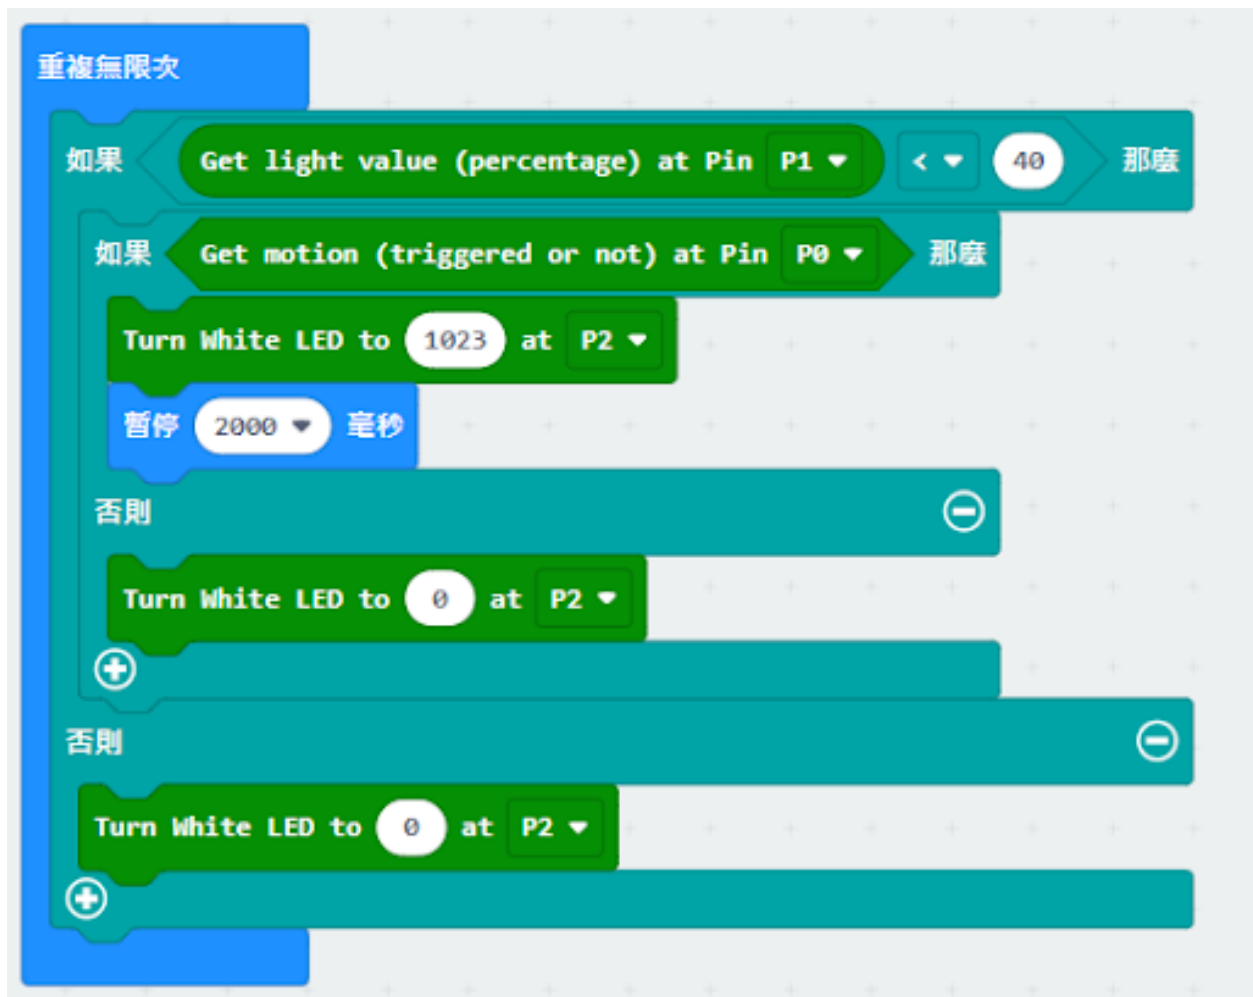 重複無限次
如果 Get light value (percentage) at Pin P1 < 40 那麼
如果 Get motion (triggered or not) at Pin P0 那麼
Turn White LED to 1023 at P2
暫停 2000 毫秒
否則
Turn White LED to 0 at P2
否則
Turn White LED to 0 at P2